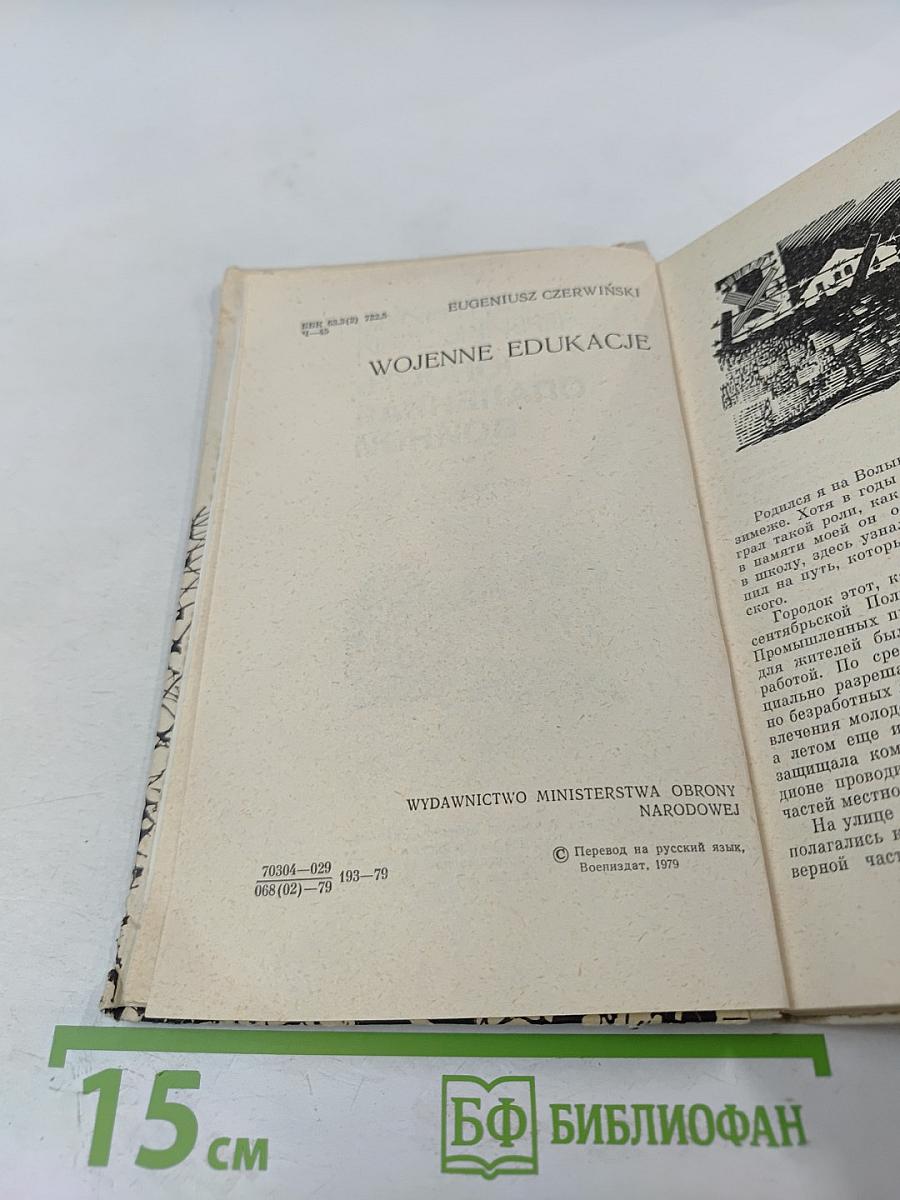 ББК 63.3(2) 722.5
Ч—45
EUGENIUSZ CZERWIŃSKI
WOJENNE EDUKACJE
WYDAWNICTWO MINISTERSTWA OBRONY
NARODOWEJ
70304—029
068(02)—79
193—79
© Перевод на русский язык,
Воениздат, 1979
Родился я на Волын
зимеже. Хотя в годы
грал такой роли, как
в памяти моей он о
в школу, здесь узнал
пил на путь, которы
ского.
Городок этот, к
сентябрьской Пол
Промышленных п
для жителей был
работой. По сре
циально разреша
но безработных
влечения молод
а летом еще и
защищала ком
дионе проводи
частей местно
На улице
полагались к
верной част
15 см
БФ БИБЛИОФАН